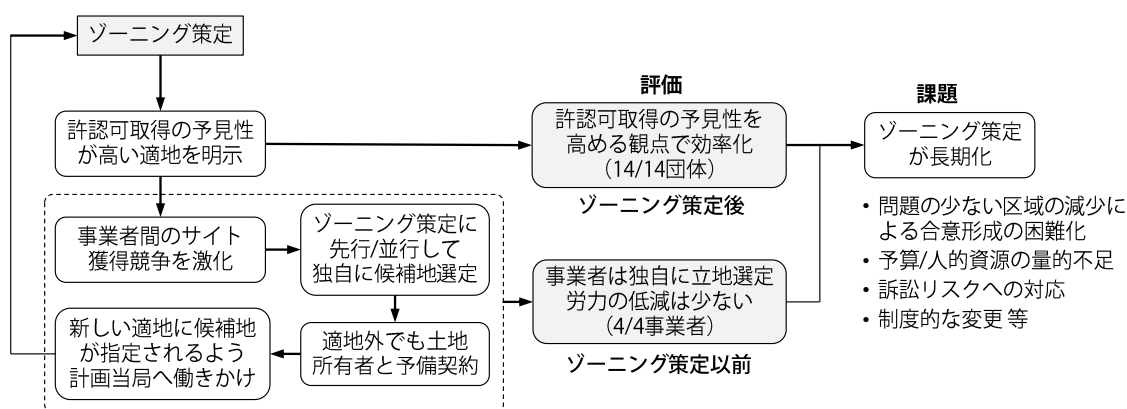 ゾーニング策定
許認可取得の予見性
が高い適地を明示
事業者間のサイト
獲得競争を激化
ゾーニング策定に
先行/並行して
独自に候補地選定
適地外でも土地
所有者と予備契約
新しい適地に候補地
が指定されるよう
計画当局へ働きかけ
評価
許認可取得の予見性を
高める観点で効率化
（14/14団体）
ゾーニング策定後
事業者は独自に立地選定
労力の低減は少ない
（4/4事業者）
ゾーニング策定以前
課題
ゾーニング策定
が長期化
• 問題の少ない区域の減少に
よる合意形成の困難化
• 予算/人的資源の量的不足
• 訴訟リスクへの対応
• 制度的な変更 等